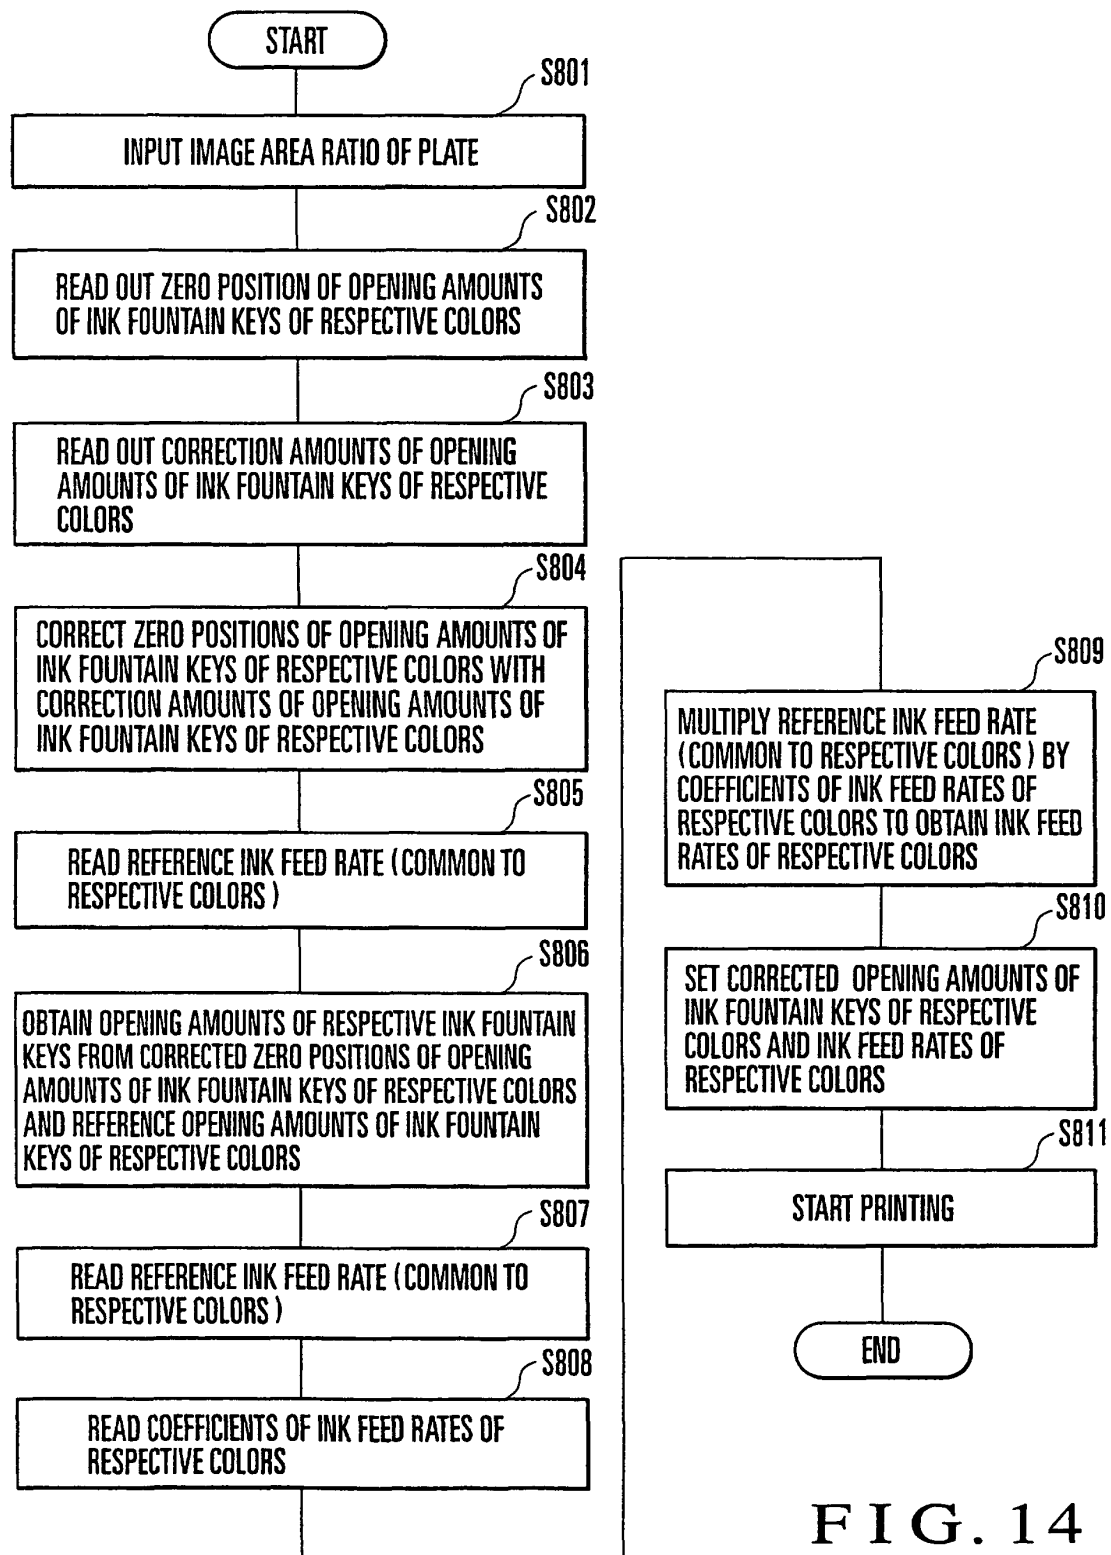 START
S801
INPUT IMAGE AREA RATIO OF PLATE
S802
READ OUT ZERO POSITION OF OPENING AMOUNTS
OF INK FOUNTAIN KEYS OF RESPECTIVE COLORS
S803
READ OUT CORRECTION AMOUNTS OF OPENING
AMOUNTS OF INK FOUNTAIN KEYS OF RESPECTIVE
COLORS
S804
CORRECT ZERO POSITIONS OF OPENING AMOUNTS OF
INK FOUNTAIN KEYS OF RESPECTIVE COLORS WITH
CORRECTION AMOUNTS OF OPENING AMOUNTS OF
INK FOUNTAIN KEYS OF RESPECTIVE COLORS
S805
READ REFERENCE INK FEED RATE (COMMON TO
RESPECTIVE COLORS)
S806
OBTAIN OPENING AMOUNTS OF RESPECTIVE INK FOUNTAIN
KEYS FROM CORRECTED ZERO POSITIONS OF OPENING
AMOUNTS OF INK FOUNTAIN KEYS OF RESPECTIVE COLORS
AND REFERENCE OPENING AMOUNTS OF INK FOUNTAIN
KEYS OF RESPECTIVE COLORS
S807
READ REFERENCE INK FEED RATE (COMMON TO
RESPECTIVE COLORS)
S808
READ COEFFICIENTS OF INK FEED RATES OF
RESPECTIVE COLORS
S809
MULTIPLY REFERENCE INK FEED RATE
(COMMON TO RESPECTIVE COLORS) BY
COEFFICIENTS OF INK FEED RATES OF
RESPECTIVE COLORS TO OBTAIN INK FEED
RATES OF RESPECTIVE COLORS
S810
SET CORRECTED OPENING AMOUNTS OF
INK FOUNTAIN KEYS OF RESPECTIVE
COLORS AND INK FEED RATES OF
RESPECTIVE COLORS
S811
START PRINTING
END
FIG. 14